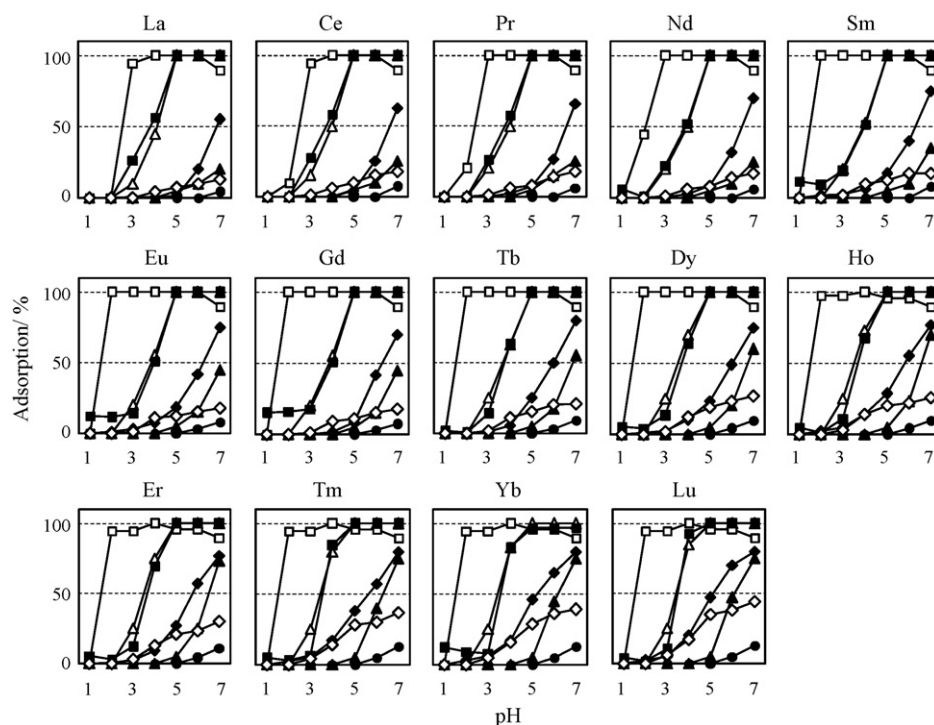 La Ce Pr Nd Sm
100
50
0
1 3 5 7 1 3 5 7 1 3 5 7 1 3 5 7 1 3 5 7
Eu Gd Tb Dy Ho
100
50
0
1 3 5 7 1 3 5 7 1 3 5 7 1 3 5 7 1 3 5 7
Adsorption/ %
Er Tm Yb Lu
100
50
0
1 3 5 7 1 3 5 7 1 3 5 7 1 3 5 7
pH